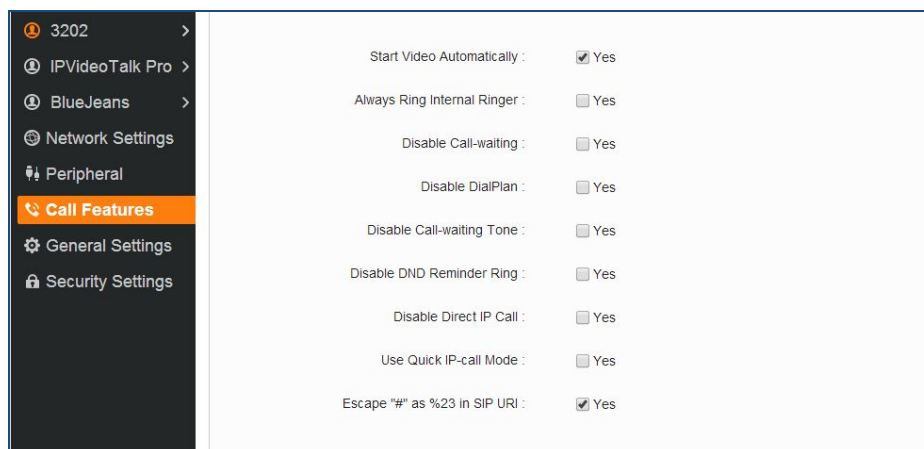 3202
IPVideoTalk Pro
BlueJeans
Network Settings
Peripheral
Call Features
General Settings
Security Settings
Start Video Automatically : Yes
Always Ring Internal Ringer : Yes
Disable Call-waiting : Yes
Disable DialPlan : Yes
Disable Call-waiting Tone : Yes
Disable DND Reminder Ring : Yes
Disable Direct IP Call : Yes
Use Quick IP-call Mode : Yes
Escape "#" as %23 in SIP URI : Yes